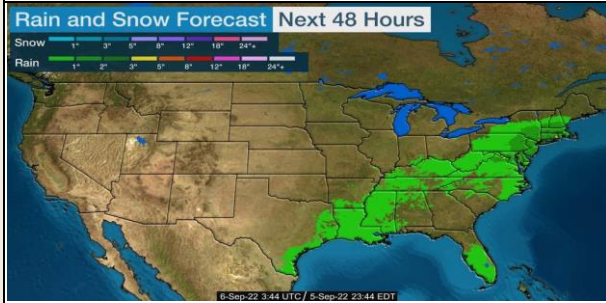 Rain and Snow Forecast Next 48 Hours
Snow 1" 3" 5" 8" 12" 18" 24"+
Rain 1" 2" 3" 5" 8" 12" 18" 24"+
6-Sep-22 3:44 UTC / 5-Sep-22 23:44 EDT